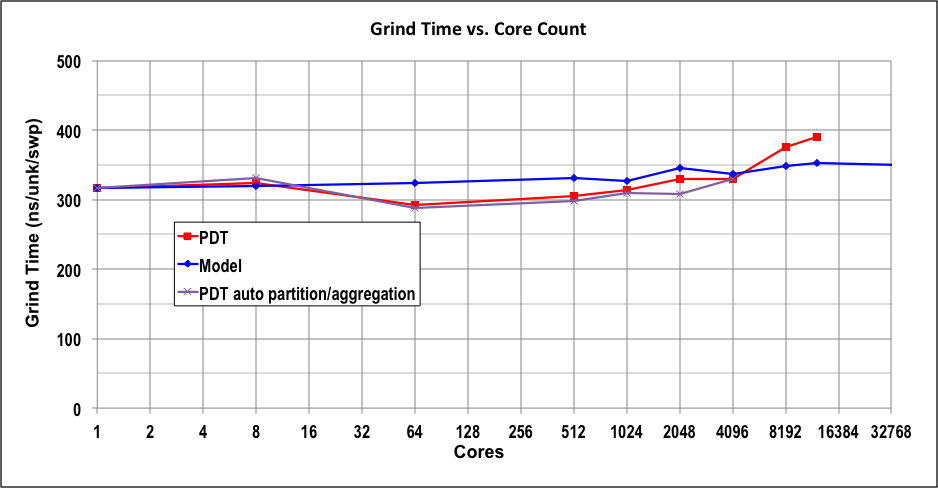 Grind Time vs. Core Count
500
400
300
200
100
0
Grind Time (ns/unk/swp)
PDT
Model
PDT auto partition/aggregation
1 2 4 8 16 32 64 128 256 512 1024 2048 4096 8192 16384 32768
Cores